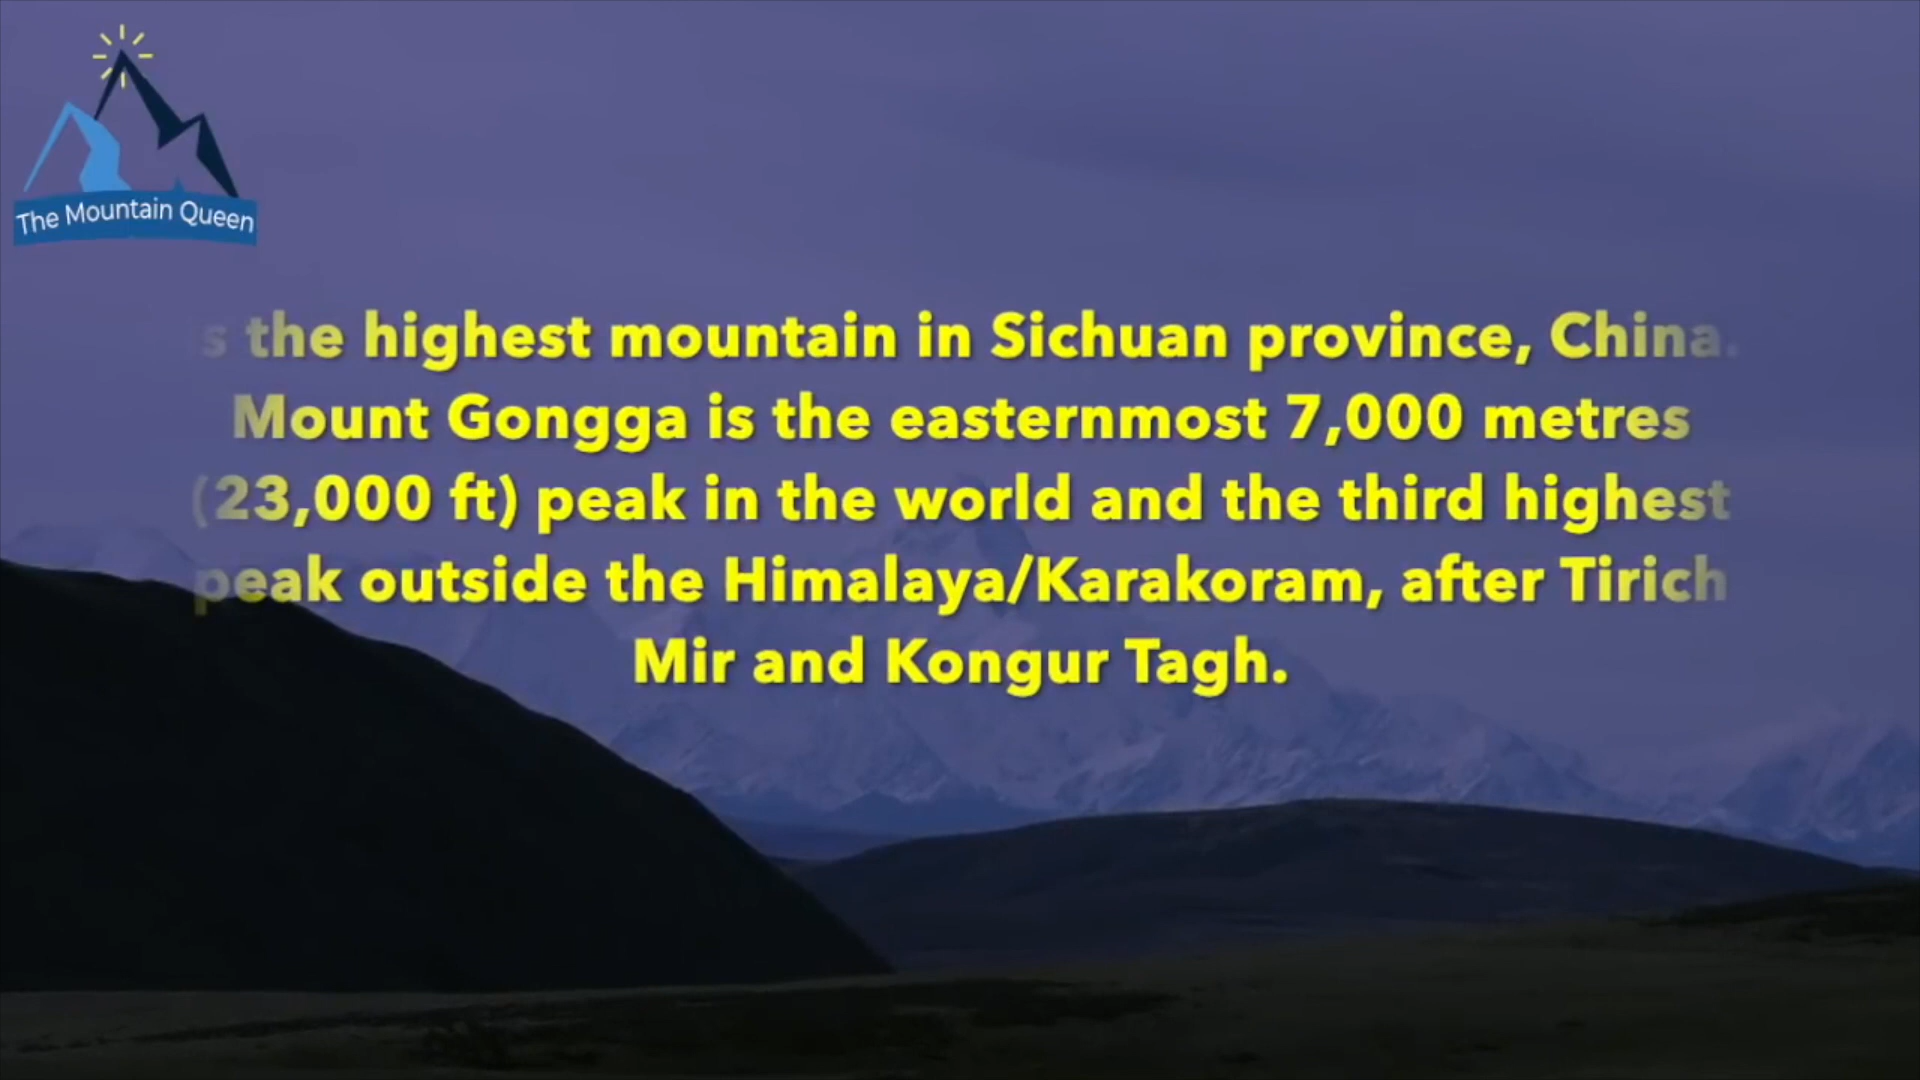 The Mountain Queen
is the highest mountain in Sichuan province, China.
Mount Gongga is the easternmost 7,000 metres
(23,000 ft) peak in the world and the third highest
peak outside the Himalaya/Karakoram, after Tirich
Mir and Kongur Tagh.